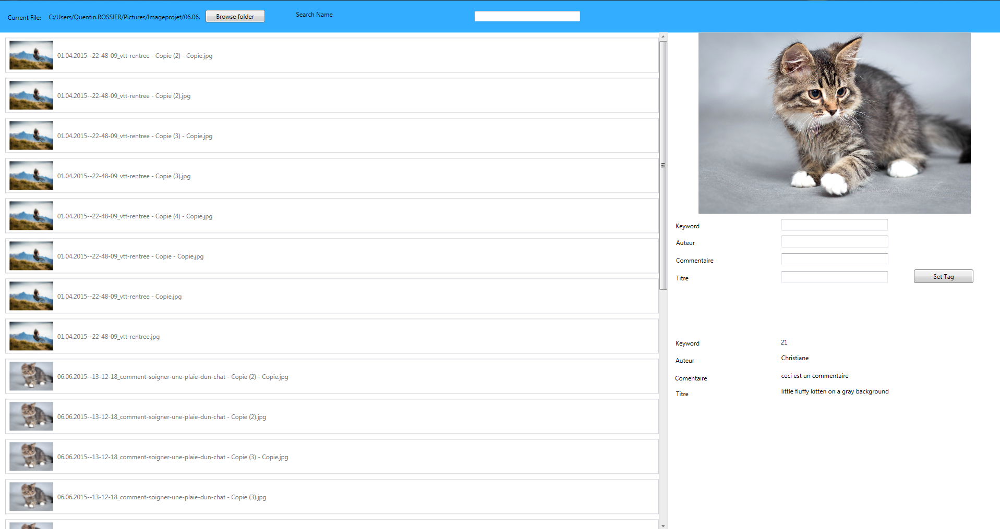 Current File: C:/Users/Quentin.ROSSIER/Pictures/Imageprojet/06.06. Browse folder Search Name
01.04.2015--22-48-09_vtt-rentree - Copie (2) - Copie.jpg
01.04.2015--22-48-09_vtt-rentree - Copie (2).jpg
01.04.2015--22-48-09_vtt-rentree - Copie (3) - Copie.jpg
01.04.2015--22-48-09_vtt-rentree - Copie (3).jpg
01.04.2015--22-48-09_vtt-rentree - Copie (4) - Copie.jpg
01.04.2015--22-48-09_vtt-rentree - Copie - Copie.jpg
01.04.2015--22-48-09_vtt-rentree - Copie.jpg
01.04.2015--22-48-09_vtt-rentree.jpg
06.06.2015--13-12-18_comment-soigner-une-plaie-dun-chat - Copie (2) - Copie.jpg
06.06.2015--13-12-18_comment-soigner-une-plaie-dun-chat - Copie (2).jpg
06.06.2015--13-12-18_comment-soigner-une-plaie-dun-chat - Copie (3) - Copie.jpg
06.06.2015--13-12-18_comment-soigner-une-plaie-dun-chat - Copie (3).jpg
Keyword
Auteur
Commentaire
Titre Set Tag
Keyword 21
Auteur Christiane
Comentaire ceci est un commentaire
Titre little fluffy kitten on a gray background